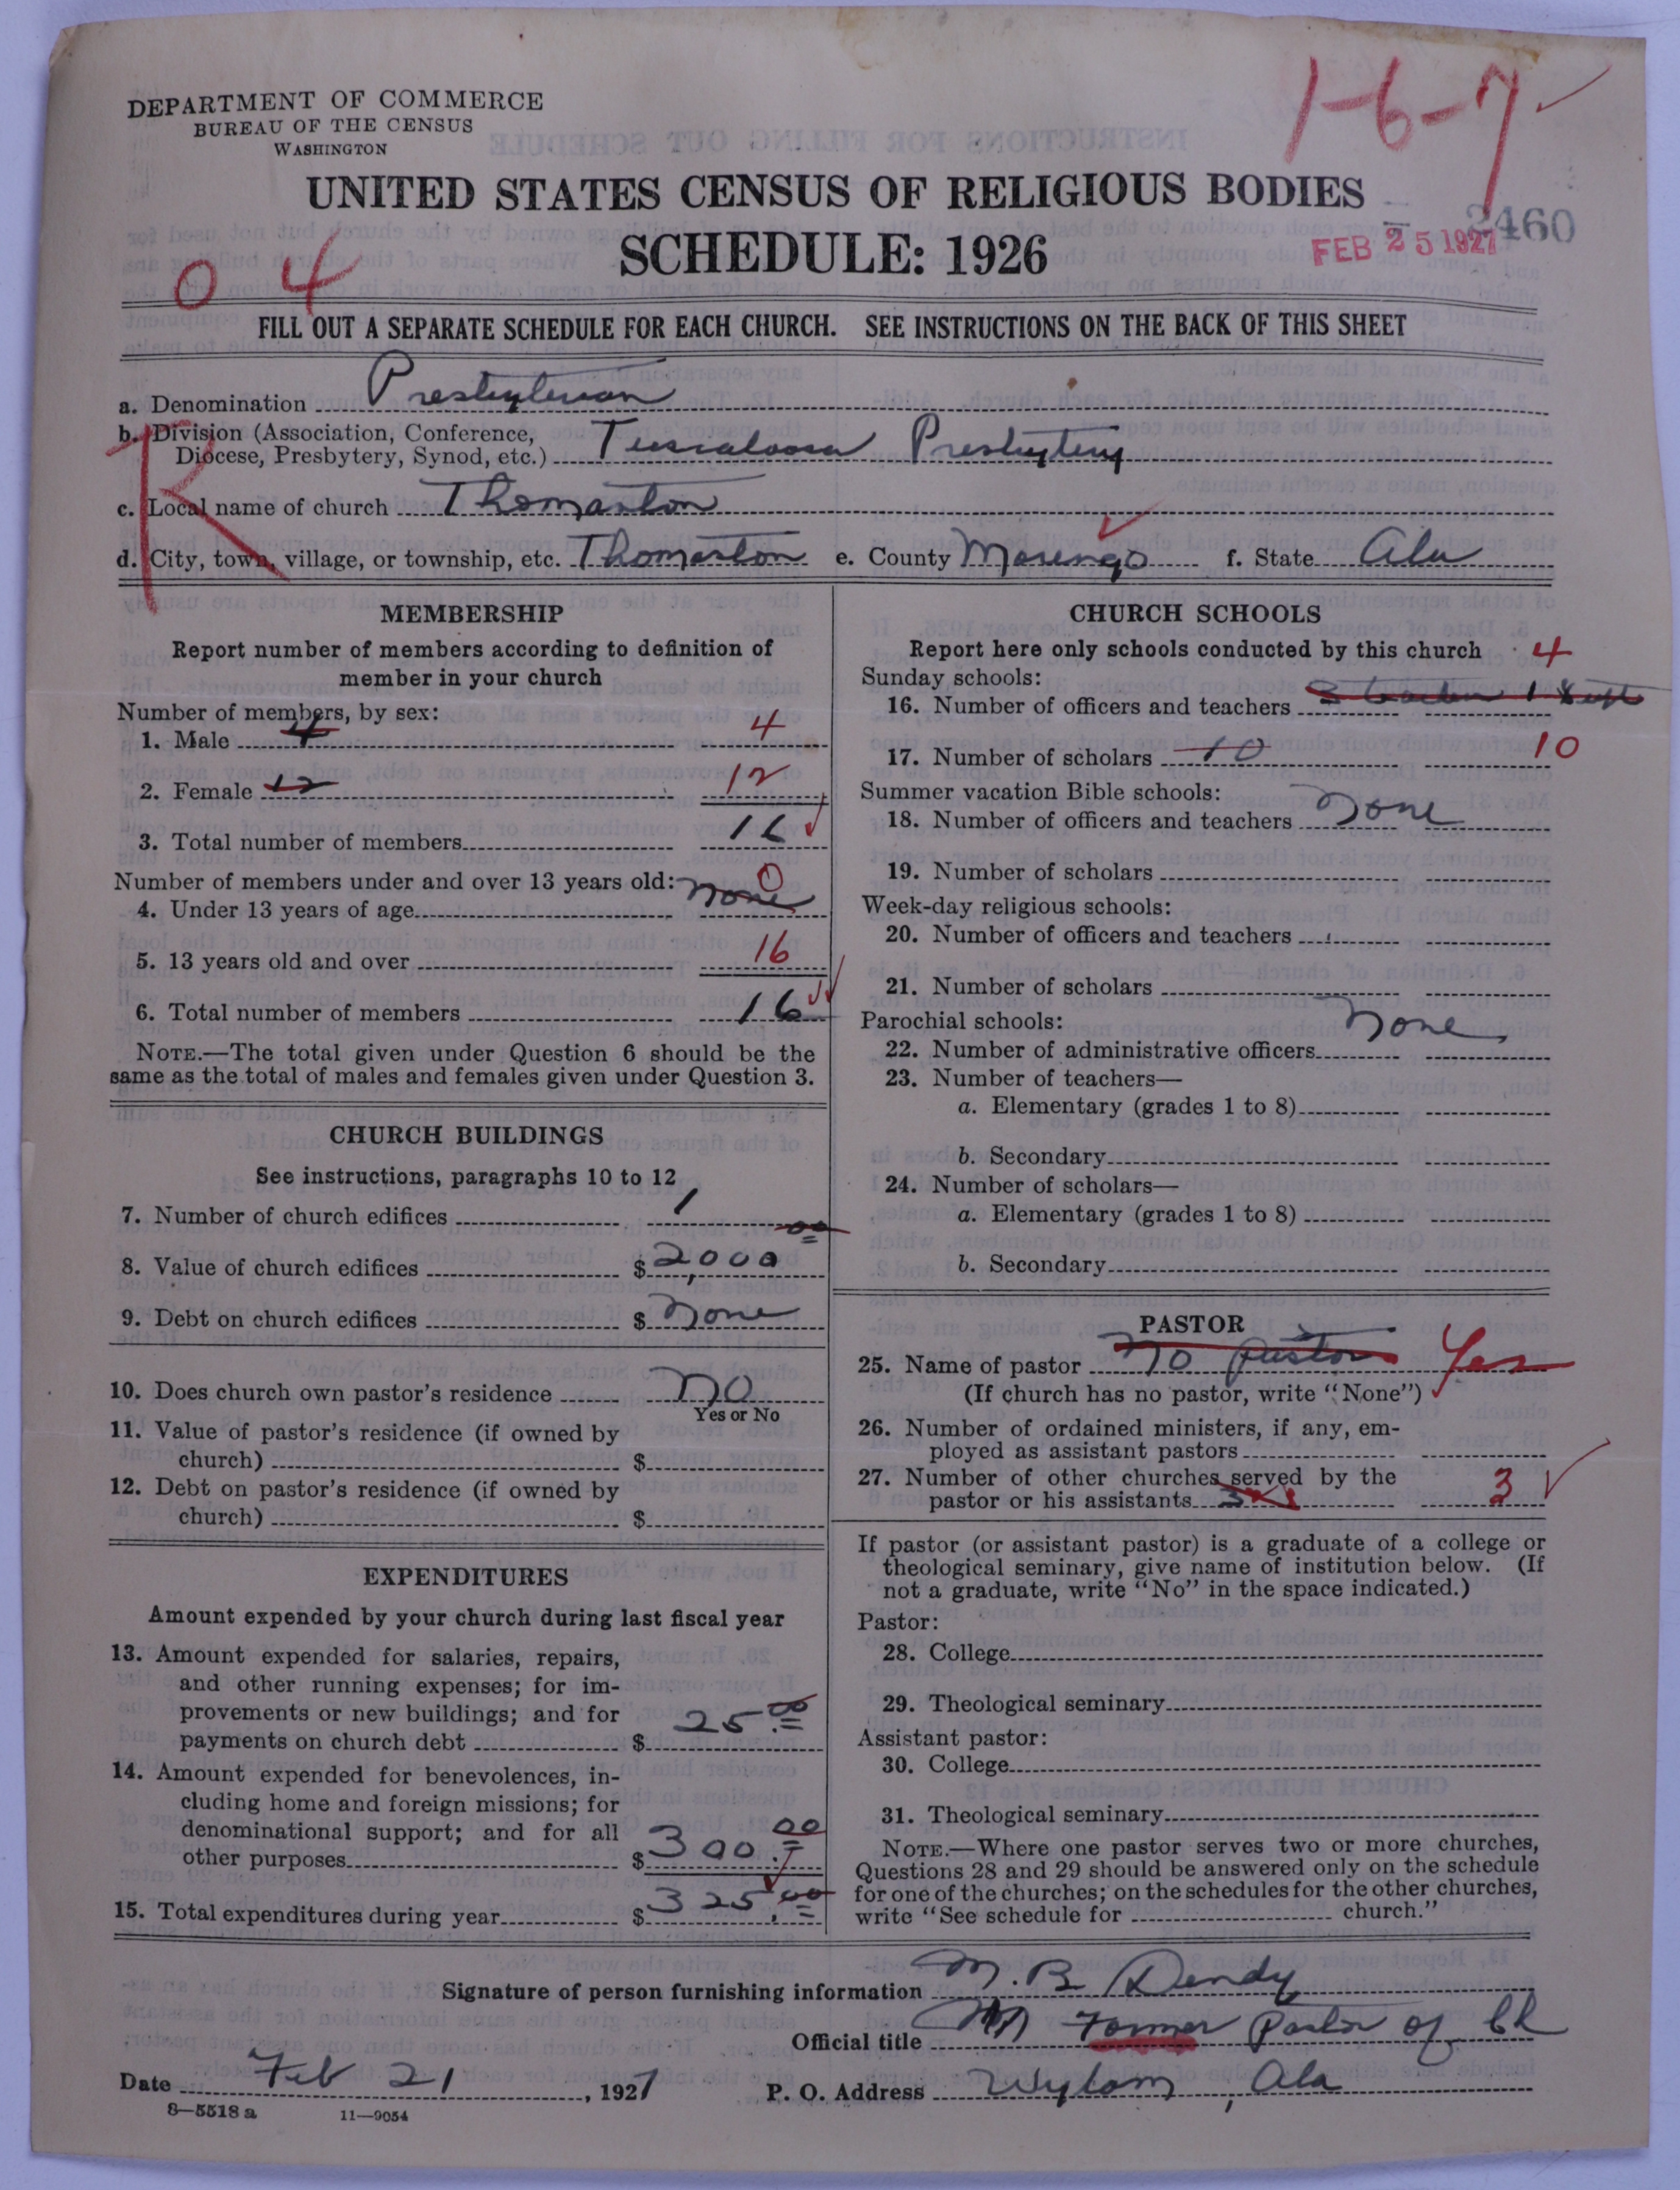 1-6-7
DEPARTMENT OF COMMERCE
BUREAU OF THE CENSUS
WASHINGTON
UNITED STATES CENSUS OF RELIGIOUS BODIES
SCHEDULE: 1926
2460
FEB 25 1927
0 4
FILL OUT A SEPARATE SCHEDULE FOR EACH CHURCH. SEE INSTRUCTIONS ON THE BACK OF THIS SHEET
a. Denomination Presbyterian
b. Division (Association, Conference,
Diocese, Presbytery, Synod, etc.) Tuscaloosa Presbytery
R
c. Local name of church Thomaston
d. City, town, village, or township, etc. Thomaston e. County Marengo f. State Ala
MEMBERSHIP
Report number of members according to definition of
member in your church
Number of members, by sex:
1. Male 4 4
2. Female 12 12
3. Total number of members 16
Number of members under and over 13 years old: 0
4. Under 13 years of age none
5. 13 years old and over 16
6. Total number of members 16
NOTE.—The total given under Question 6 should be the
same as the total of males and females given under Question 3.
CHURCH BUILDINGS
See instructions, paragraphs 10 to 12
7. Number of church edifices 1
8. Value of church edifices $ 2,000 00
9. Debt on church edifices $ None
10. Does church own pastor's residence NO
Yes or No
11. Value of pastor's residence (if owned by
church) $
12. Debt on pastor's residence (if owned by
church) $
EXPENDITURES
Amount expended by your church during last fiscal year
13. Amount expended for salaries, repairs,
and other running expenses; for im-
provements or new buildings; and for
payments on church debt $ 25.00
14. Amount expended for benevolences, in-
cluding home and foreign missions; for
denominational support; and for all
other purposes $ 300.00
15. Total expenditures during year $ 325.00
CHURCH SCHOOLS
Report here only schools conducted by this church 4
Sunday schools:
16. Number of officers and teachers 3 teachers 1 Supt
17. Number of scholars 10 10
Summer vacation Bible schools:
18. Number of officers and teachers None
19. Number of scholars
Week-day religious schools:
20. Number of officers and teachers
21. Number of scholars
Parochial schools: None
22. Number of administrative officers
23. Number of teachers—
a. Elementary (grades 1 to 8)
b. Secondary
24. Number of scholars—
a. Elementary (grades 1 to 8)
b. Secondary
PASTOR
25. Name of pastor No Pastor Yes
(If church has no pastor, write "None")
26. Number of ordained ministers, if any, em-
ployed as assistant pastors
27. Number of other churches served by the
pastor or his assistants 3 3
If pastor (or assistant pastor) is a graduate of a college or
theological seminary, give name of institution below. (If
not a graduate, write "No" in the space indicated.)
Pastor:
28. College
29. Theological seminary
Assistant pastor:
30. College
31. Theological seminary
NOTE.—Where one pastor serves two or more churches,
Questions 28 and 29 should be answered only on the schedule
for one of the churches; on the schedules for the other churches,
write "See schedule for church."
Signature of person furnishing information M. B. Dendy
Official title Former Pastor of Ch
Date Feb 21, 1927 P. O. Address Wylam, Ala
8—5518 a 11—9054